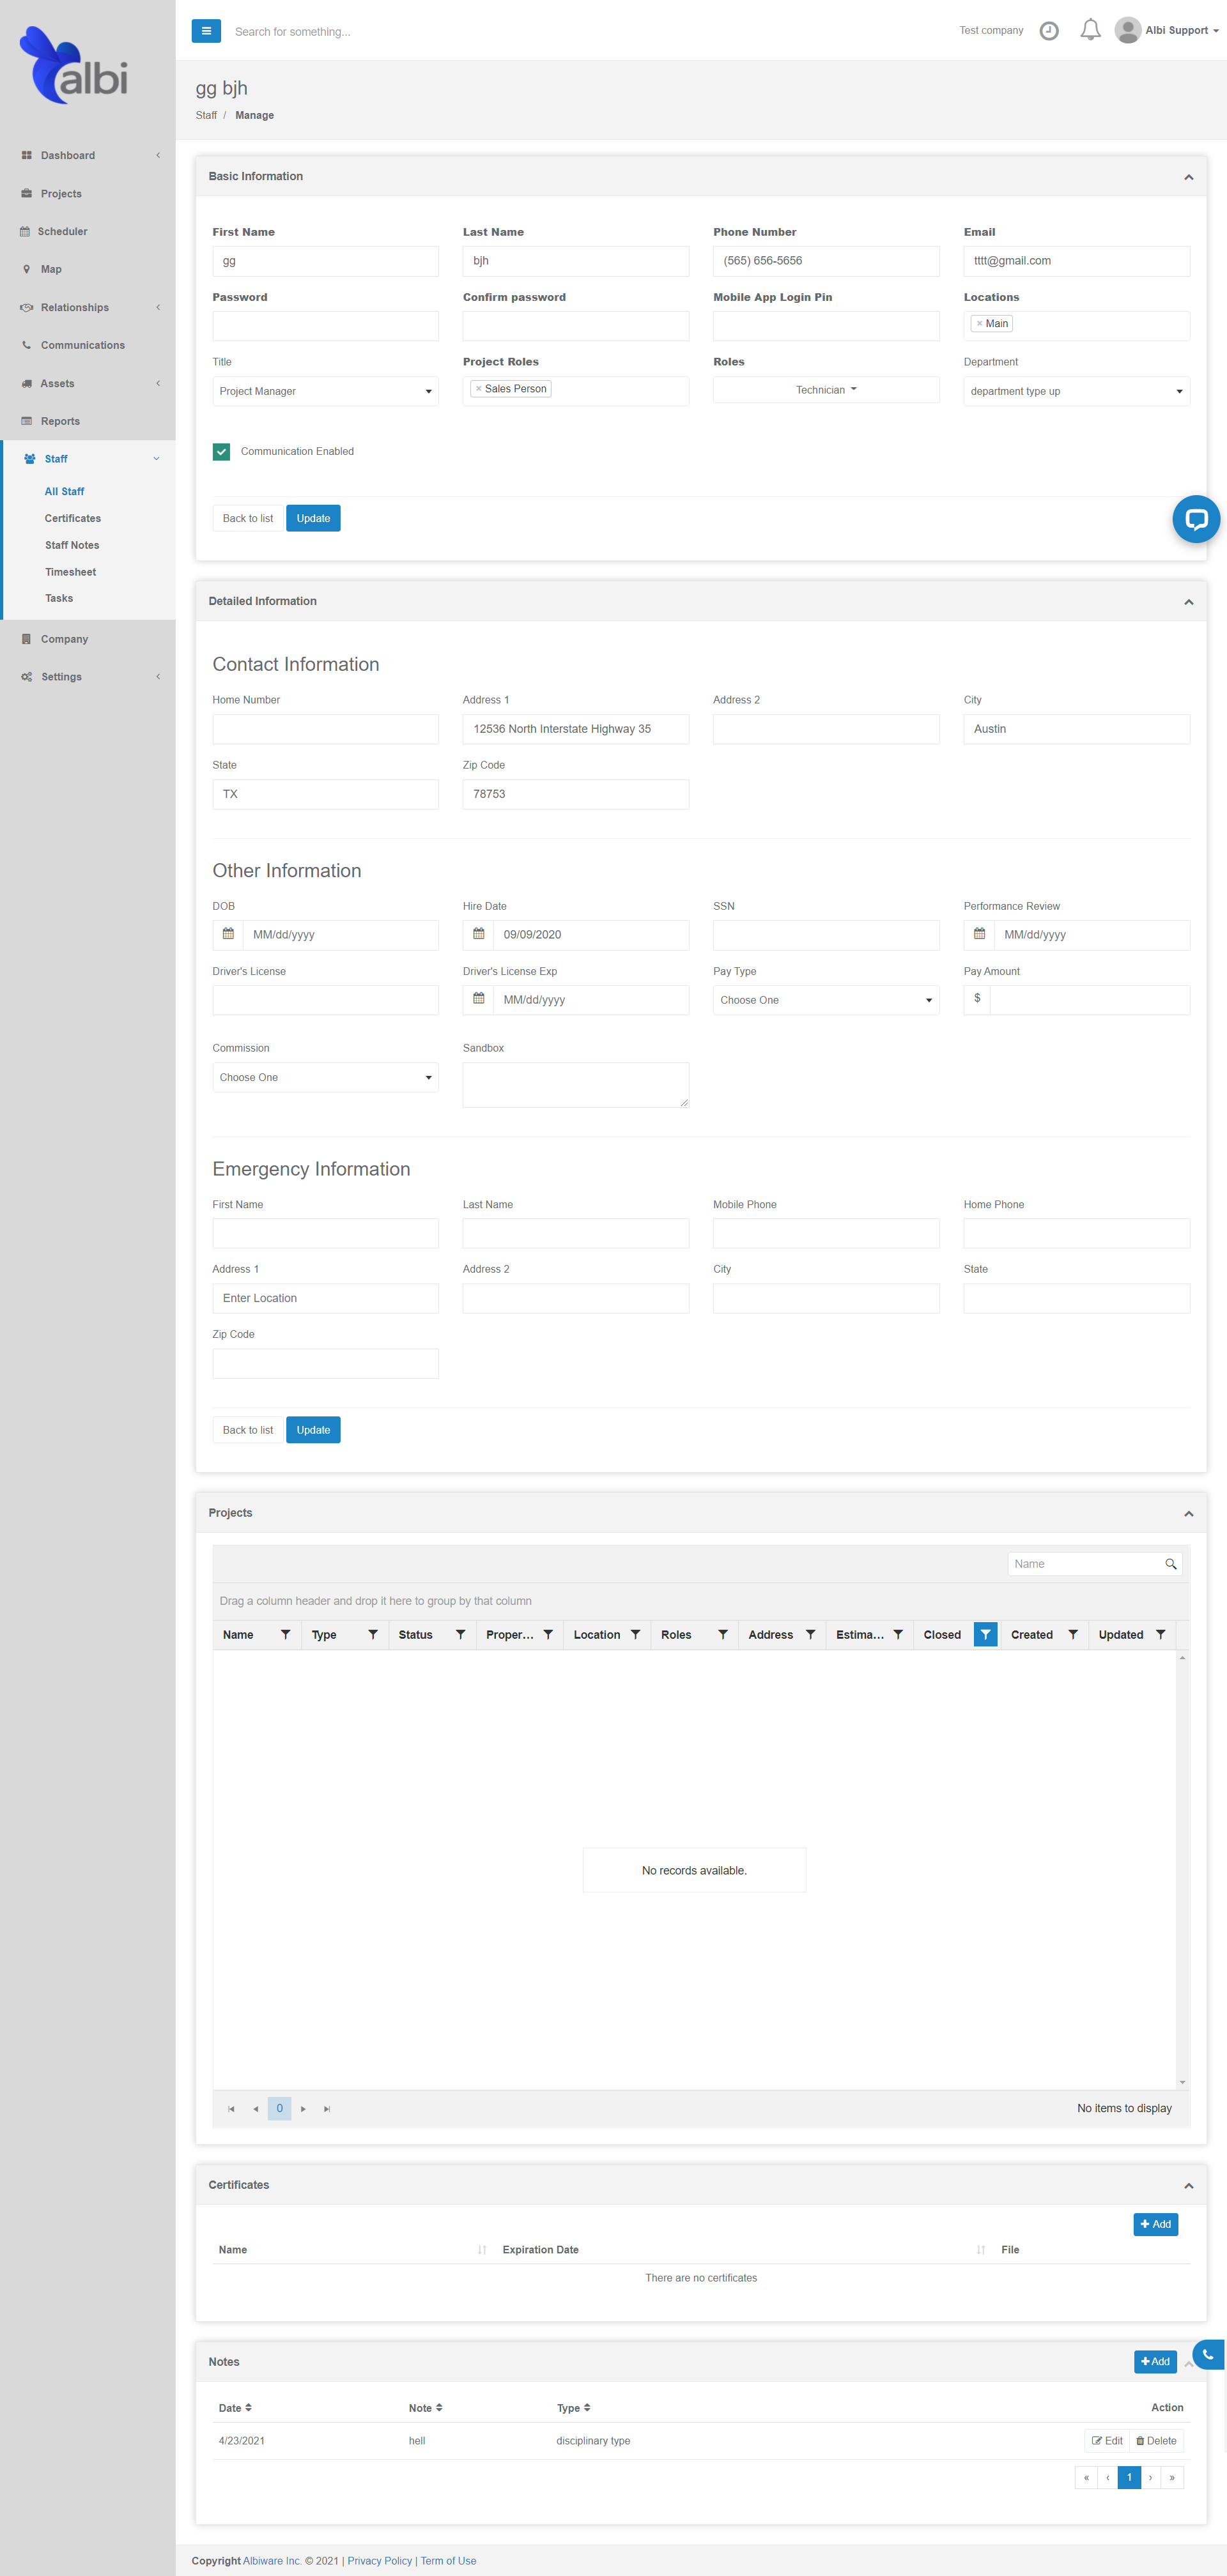 albi
Search for something...
Test company
Albi Support
gg bjh
Staff / Manage
Dashboard
Projects
Scheduler
Map
Relationships
Communications
Assets
Reports
Staff
All Staff
Certificates
Staff Notes
Timesheet
Tasks
Company
Settings
Basic Information
First Name Last Name Phone Number Email
gg bjh (565) 656-5656 tttt@gmail.com
Password Confirm password Mobile App Login Pin Locations
× Main
Title Project Roles Roles Department
Project Manager × Sales Person Technician department type up
Communication Enabled
Back to list Update
Detailed Information
Contact Information
Home Number Address 1 Address 2 City
12536 North Interstate Highway 35 Austin
State Zip Code
TX 78753
Other Information
DOB Hire Date SSN Performance Review
MM/dd/yyyy 09/09/2020 MM/dd/yyyy
Driver's License Driver's License Exp Pay Type Pay Amount
MM/dd/yyyy Choose One $
Commission Sandbox
Choose One
Emergency Information
First Name Last Name Mobile Phone Home Phone
Address 1 Address 2 City State
Enter Location
Zip Code
Back to list Update
Projects
Name
Drag a column header and drop it here to group by that column
Name Type Status Proper... Location Roles Address Estima... Closed Created Updated
No records available.
0 No items to display
Certificates
Add
Name Expiration Date File
There are no certificates
Notes Add
Date Note Type Action
4/23/2021 hell disciplinary type Edit Delete
« ‹ 1 › »
Copyright Albiware Inc. © 2021 | Privacy Policy | Term of Use